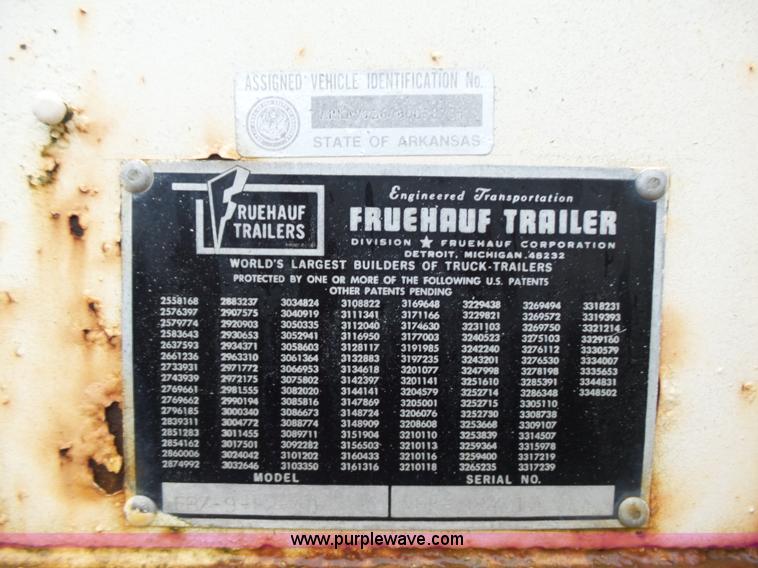 ASSIGNED VEHICLE IDENTIFICATION No.
STATE OF ARKANSAS
FRUEHAUF
TRAILERS
Engineered Transportation
FRUEHAUF TRAILER
DIVISION ★ FRUEHAUF CORPORATION
DETROIT, MICHIGAN 48232
WORLD'S LARGEST BUILDERS OF TRUCK-TRAILERS
PROTECTED BY ONE OR MORE OF THE FOLLOWING U.S. PATENTS
OTHER PATENTS PENDING
2558168 2883237 3034824 3108822 3169648 3229438 3269494 3318231
2576397 2907575 3040919 3111341 3171166 3229821 3269572 3319393
2579774 2920903 3050335 3112040 3174630 3231103 3269750 3321214
2583643 2930653 3052941 3116950 3177003 3240523 3275103 3329160
2637593 2934371 3058603 3128117 3191985 3242240 3276112 3330579
2661236 2963310 3061364 3132883 3197235 3243201 3276530 3334007
2733931 2971772 3066953 3134618 3201077 3247998 3278198 3335653
2743939 2972175 3075802 3142397 3201141 3251610 3285391 3344831
2769661 2981555 3082020 3144141 3204579 3252714 3286348 3348502
2769662 2990194 3085816 3147869 3205001 3252715 3305110
2796185 3000340 3086673 3148724 3206076 3252730 3308738
2839311 3004772 3088774 3148909 3208608 3253668 3309107
2851283 3011455 3089711 3151904 3210110 3253839 3314507
2854162 3017501 3092282 3156503 3210113 3259364 3315978
2860006 3024042 3101202 3160433 3210116 3259400 3317219
2874992 3032646 3103350 3161316 3210118 3265235 3317239
MODEL SERIAL NO.
www.purplewave.com